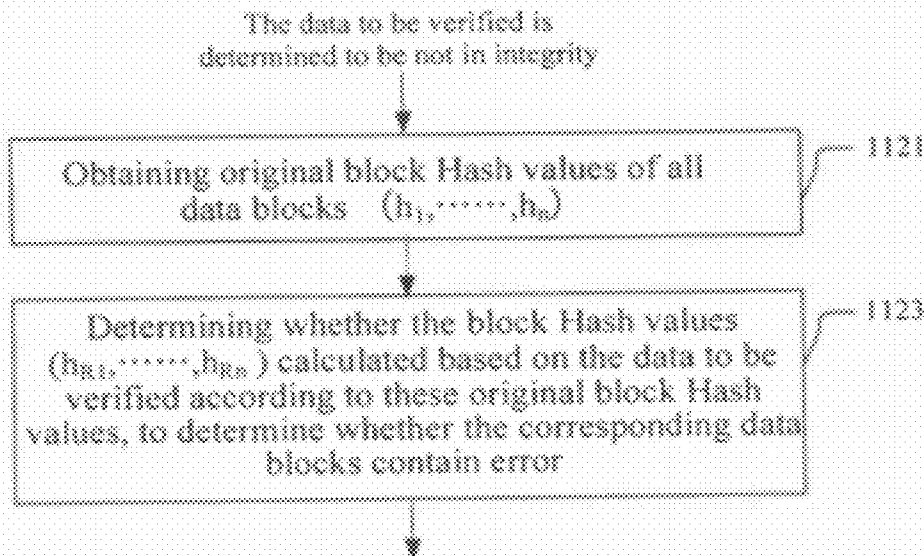 The data to be verified is
determined to be not in integrity
1121
Obtaining original block Hash values of all
data blocks (h₁,……,hₙ)
1123
Determining whether the block Hash values
(h_R1,……,h_Rn) calculated based on the data to be
verified according to these original block Hash
values, to determine whether the corresponding data
blocks contain error